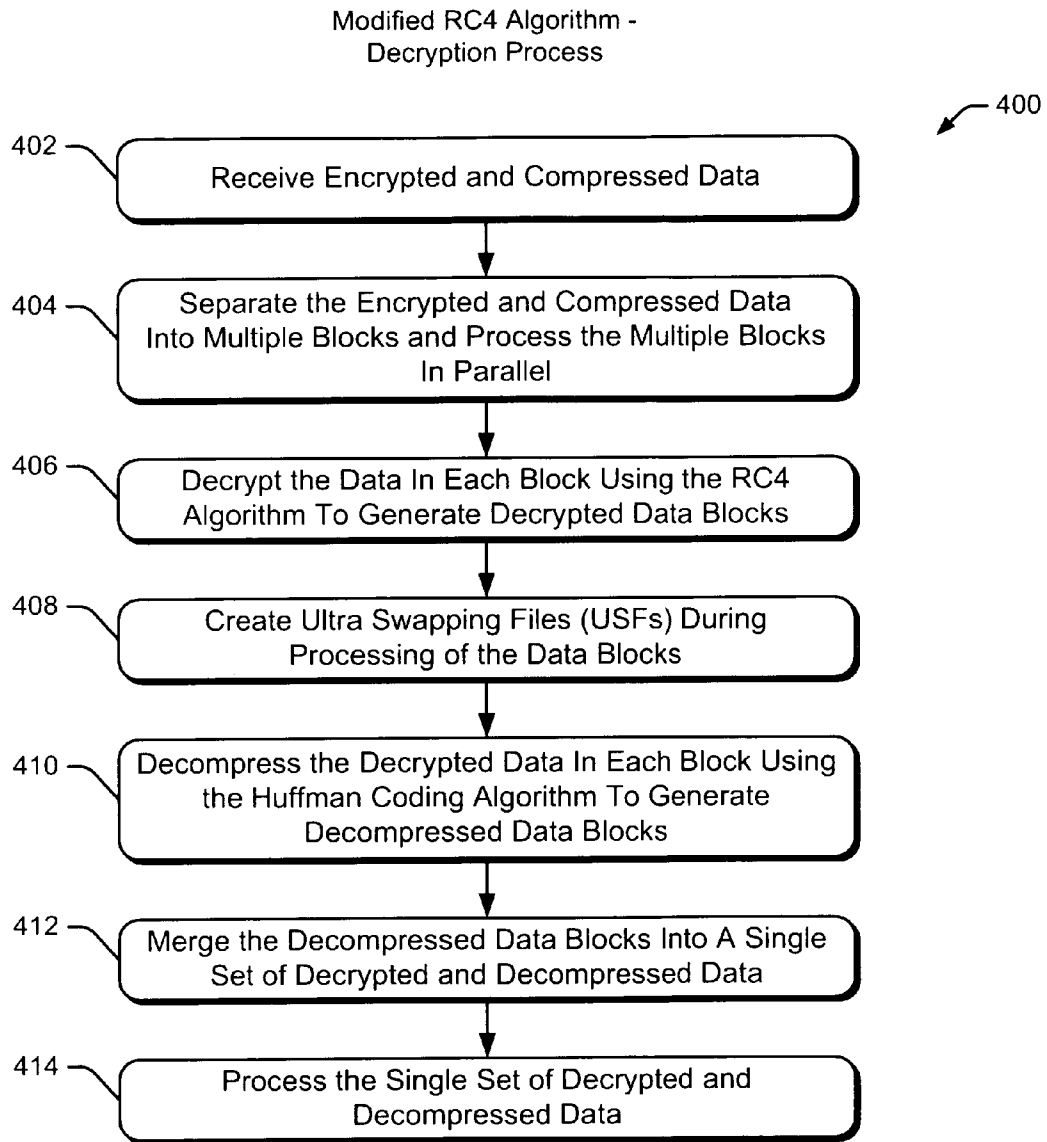 Modified RC4 Algorithm -
Decryption Process
400
402
Receive Encrypted and Compressed Data
404
Separate the Encrypted and Compressed Data
Into Multiple Blocks and Process the Multiple Blocks
In Parallel
406
Decrypt the Data In Each Block Using the RC4
Algorithm To Generate Decrypted Data Blocks
408
Create Ultra Swapping Files (USFs) During
Processing of the Data Blocks
410
Decompress the Decrypted Data In Each Block Using
the Huffman Coding Algorithm To Generate
Decompressed Data Blocks
412
Merge the Decompressed Data Blocks Into A Single
Set of Decrypted and Decompressed Data
414
Process the Single Set of Decrypted and
Decompressed Data